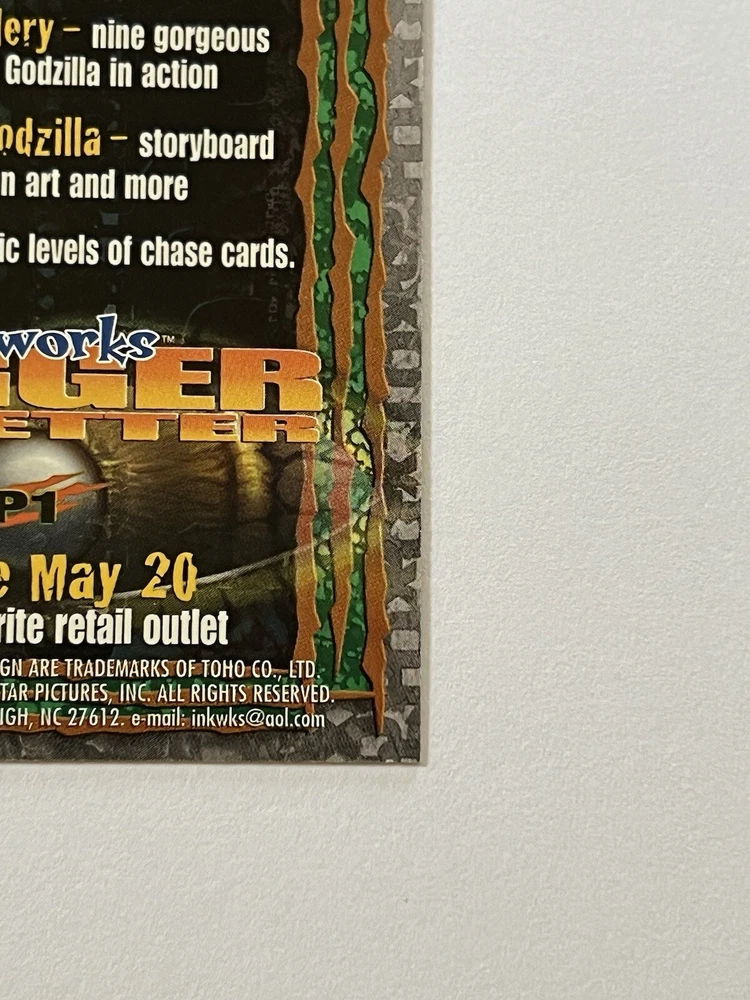 lery – nine gorgeous
Godzilla in action
odzilla – storyboard
n art and more
ic levels of chase cards.
works™
GGER
ETTER
P1
e May 20
rite retail outlet
GN ARE TRADEMARKS OF TOHO CO., LTD.
TAR PICTURES, INC. ALL RIGHTS RESERVED.
IGH, NC 27612. e-mail: inkwks@aol.com